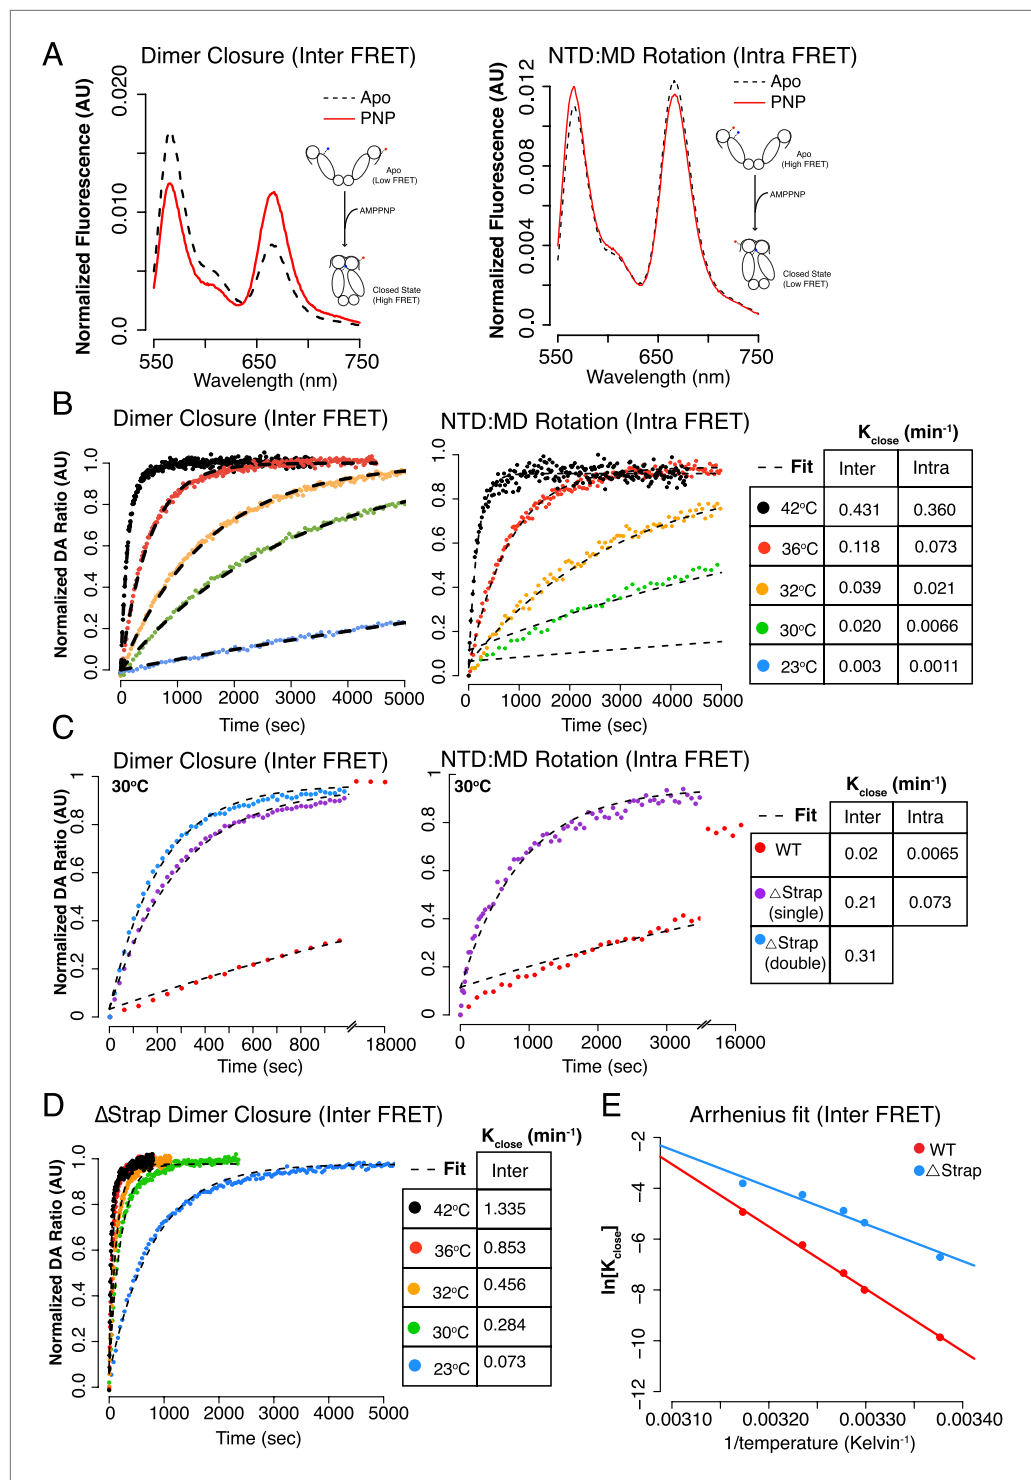 A
Dimer Closure (Inter FRET)
Normalized Fluorescence (AU)
0.0
0.010
0.020
Apo
PNP
Apo
(Low FRET)
AMPPNP
Closed State
(High FRET)
550
650
750
Wavelength (nm)
NTD:MD Rotation (Intra FRET)
Normalized Fluorescence (AU)
0.0
0.004
0.008
0.012
Apo
PNP
Apo
(High FRET)
AMPPNP
Closed State
(Low FRET)
550
650
750
Wavelength (nm)
B
Dimer Closure (Inter FRET)
Normalized DA Ratio (AU)
0.0
0.2
0.4
0.6
0.8
1.0
0 1000 2000 3000 4000 5000
Time (sec)
NTD:MD Rotation (Intra FRET)
0.0
0.2
0.4
0.6
0.8
1.0
0 1000 2000 3000 4000 5000
Time (sec)
Kclose (min-1)
Fit Inter Intra
42oC 0.431 0.360
36oC 0.118 0.073
32oC 0.039 0.021
30oC 0.020 0.0066
23oC 0.003 0.0011
C
Dimer Closure (Inter FRET)
30oC
Normalized DA Ratio (AU)
0
0.2
0.4
0.6
0.8
1
0 200 400 600 800 18000
Time (sec)
NTD:MD Rotation (Intra FRET)
30oC
0
0.2
0.4
0.6
0.8
1
0 1000 2000 3000 16000
Time (sec)
Kclose (min-1)
Fit Inter Intra
WT 0.02 0.0065
△Strap
(single) 0.21 0.073
△Strap
(double) 0.31
D
ΔStrap Dimer Closure (Inter FRET)
Normalized DA Ratio (AU)
0.0
0.2
0.4
0.6
0.8
1.0
0 1000 2000 3000 4000 5000
Time (sec)
Kclose (min-1)
Fit Inter
42oC 1.335
36oC 0.853
32oC 0.456
30oC 0.284
23oC 0.073
E
Arrhenius fit (Inter FRET)
ln[Kclose]
−2
−4
−6
−8
−10
−12
WT
△Strap
0.00310 0.00320 0.00330 0.00340
1/temperature (Kelvin-1)